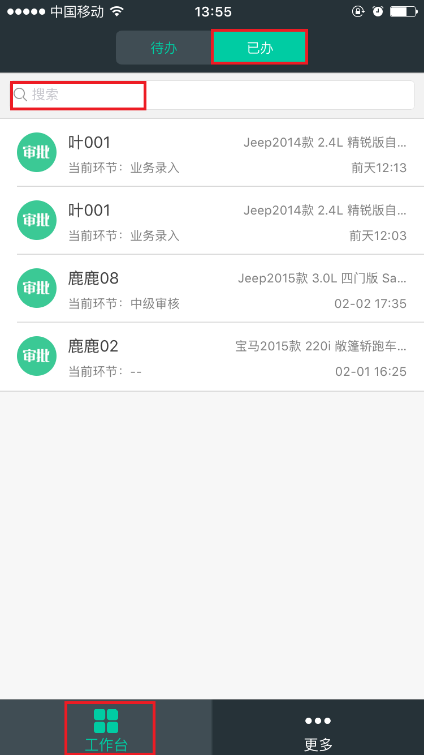 中国移动 13:55
待办 已办
搜索
审批 叶001 Jeep2014款 2.4L 精锐版自...
当前环节：业务录入 前天12:13
审批 叶001 Jeep2014款 2.4L 精锐版自...
当前环节：业务录入 前天12:03
审批 鹿鹿08 Jeep2015款 3.0L 四门版 Sa...
当前环节：中级审核 02-02 17:35
审批 鹿鹿02 宝马2015款 220i 敞篷轿跑车...
当前环节：-- 02-01 16:25
工作台 更多